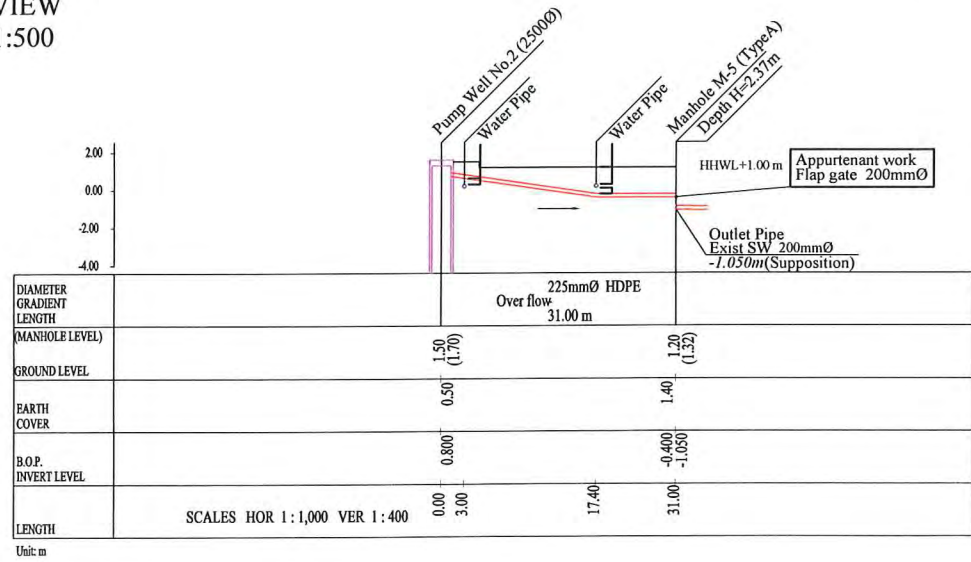 VIEW
1:500
Pump Well No.2 (2500Ø)
Water Pipe
Water Pipe
Manhole M-5 (TypeA)
Depth H=2.37m
2.00
0.00
-2.00
-4.00
HHWL+1.00 m
Appurtenant work
Flap gate 200mmØ
Outlet Pipe
Exist SW 200mmØ
-1.050m(Supposition)
DIAMETER
GRADIENT
LENGTH
225mmØ HDPE
Over flow
31.00 m
(MANHOLE LEVEL)
GROUND LEVEL
1.50
(1.70)
1.20
(1.32)
EARTH
COVER
0.50
1.40
B.O.P.
INVERT LEVEL
0.800
-0.400
-1.050
LENGTH
SCALES HOR 1:1,000 VER 1:400
0.00
3.00
17.40
31.00
Unit: m